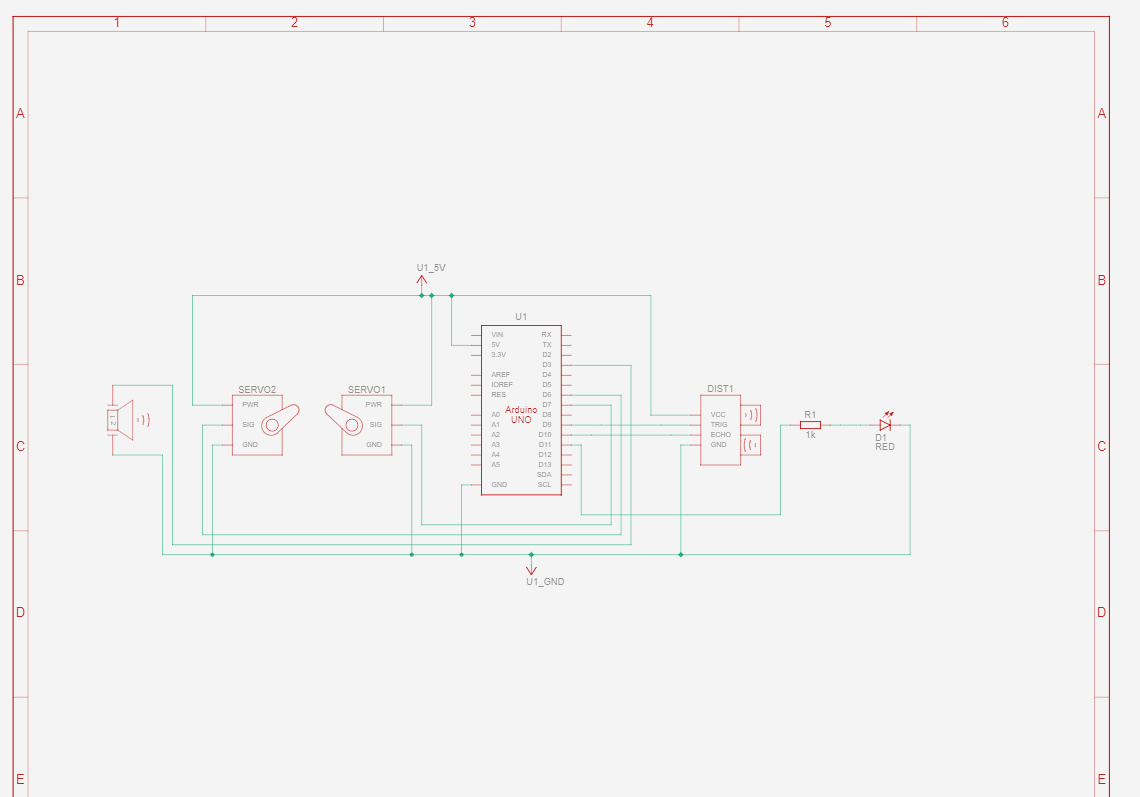 1 2 3 4 5 6
A A
B B
U1_5V
U1
VIN RX
5V TX
3.3V D2
D3
AREF D4
IOREF D5
RES D6
D7
A0 D8
A1 D9
A2 D10
A3 D11
A4 D12
A5 D13
SDA
GND SCL
Arduino
UNO
SERVO2
PWR
SIG
GND
SERVO1
PWR
SIG
GND
DIST1
VCC
TRIG
ECHO
GND
R1
1k
D1
RED
C C
U1_GND
D D
E E